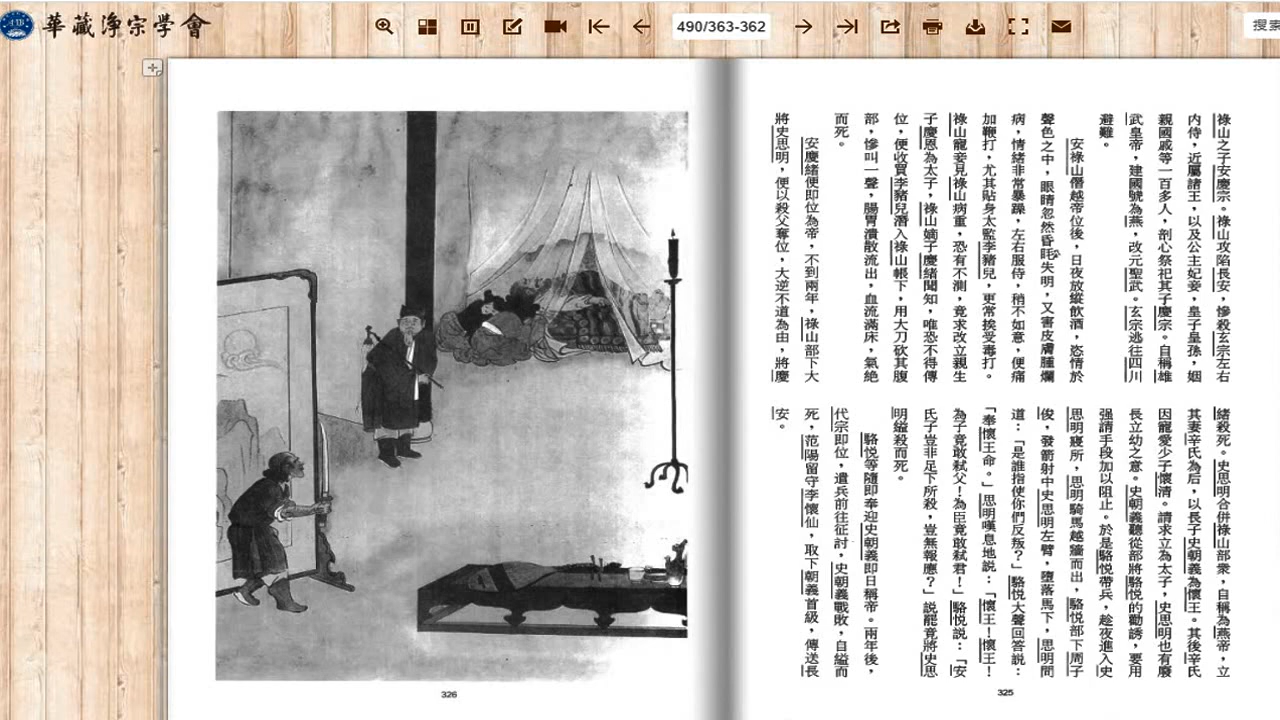 華藏淨宗學會
490/363-362
搜索
祿山之子安慶宗。祿山攻陷長安，慘殺玄宗左右
內侍，近屬諸王，以及公主妃妾，皇子皇孫，姻
親國戚等一百多人，剖心祭祀其子慶宗。自稱雄
武皇帝，建國號為燕，改元聖武。玄宗逃往四川
避難。
安祿山僭越帝位後，日夜放縱飲酒，恣情於
聲色之中，眼睛忽然昏眊失明，又害皮膚腫爛
病，情緒非常暴躁，左右服侍，稍不如意，便痛
加鞭打，尤其貼身太監李豬兒，更常挨受毒打。
祿山寵妾見祿山病重，恐有不測，竟求改立親生
子慶恩為太子，祿山嫡子慶緒聞知，唯恐不得傳
位，便收買李豬兒潛入祿山帳下，用大刀砍其腹
部，慘叫一聲，腸胃潰散流出，血流滿床，氣絶
而死。
安慶緒便即位為帝，不到兩年，祿山部下大
將史思明，便以殺父奪位，大逆不道為由，將慶
緒殺死。史思明合併祿山部衆，自稱為燕帝，立
其妻辛氏為后，以長子史朝義為懷王。其後辛氏
因寵愛少子懷清。請求立為太子，史思明也有廢
長立幼之意。史朝義聽從部將駱悅的勸誘，要用
强請手段加以阻止。於是駱悅帶兵，趁夜進入史
思明寢所，思明騎馬越牆而出，駱悅部下周子
俊，發箭射中史思明左臂，墮落馬下，思明問
道：「是誰指使你們反叛？」駱悅大聲回答説：
「奉懷王命。」思明嘆息地説：「懷王！懷王！
為子竟敢弒父！為臣竟敢弒君！」駱悅説：「安
氏子豈非足下所殺，豈無報應？」説罷竟將史思
明縊殺而死。
駱悅等隨即奉迎史朝義即日稱帝。兩年後，
代宗即位，遣兵前往征討，史朝義戰敗，自縊而
死，范陽留守李懷仙，取下朝義首級，傳送長
安。
326
325